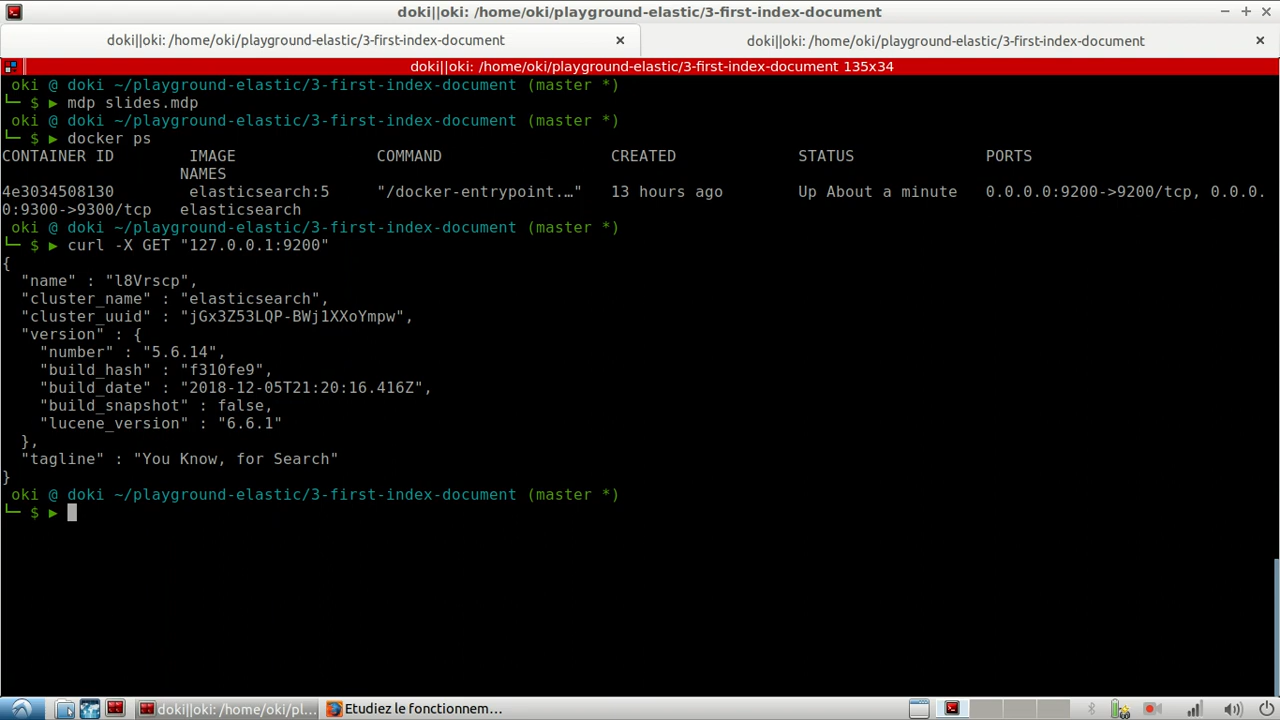 doki||oki: /home/oki/playground-elastic/3-first-index-document
doki||oki: /home/oki/playground-elastic/3-first-index-document
doki||oki: /home/oki/playground-elastic/3-first-index-document
doki||oki: /home/oki/playground-elastic/3-first-index-document 135x34
oki @ doki ~/playground-elastic/3-first-index-document (master *)
└─ $ ▶ mdp slides.mdp
oki @ doki ~/playground-elastic/3-first-index-document (master *)
└─ $ ▶ docker ps
CONTAINER ID        IMAGE               COMMAND                  CREATED             STATUS              PORTS
                   NAMES
4e3034508130        elasticsearch:5     "/docker-entrypoint.…"   13 hours ago        Up About a minute   0.0.0.0:9200->9200/tcp, 0.0.0.
0:9300->9300/tcp   elasticsearch
oki @ doki ~/playground-elastic/3-first-index-document (master *)
└─ $ ▶ curl -X GET "127.0.0.1:9200"
{
  "name" : "l8Vrscp",
  "cluster_name" : "elasticsearch",
  "cluster_uuid" : "jGx3Z53LQP-BWj1XXoYmpw",
  "version" : {
    "number" : "5.6.14",
    "build_hash" : "f310fe9",
    "build_date" : "2018-12-05T21:20:16.416Z",
    "build_snapshot" : false,
    "lucene_version" : "6.6.1"
  },
  "tagline" : "You Know, for Search"
}
oki @ doki ~/playground-elastic/3-first-index-document (master *)
└─ $ ▶
doki||oki: /home/oki/pl...
Etudiez le fonctionnem...